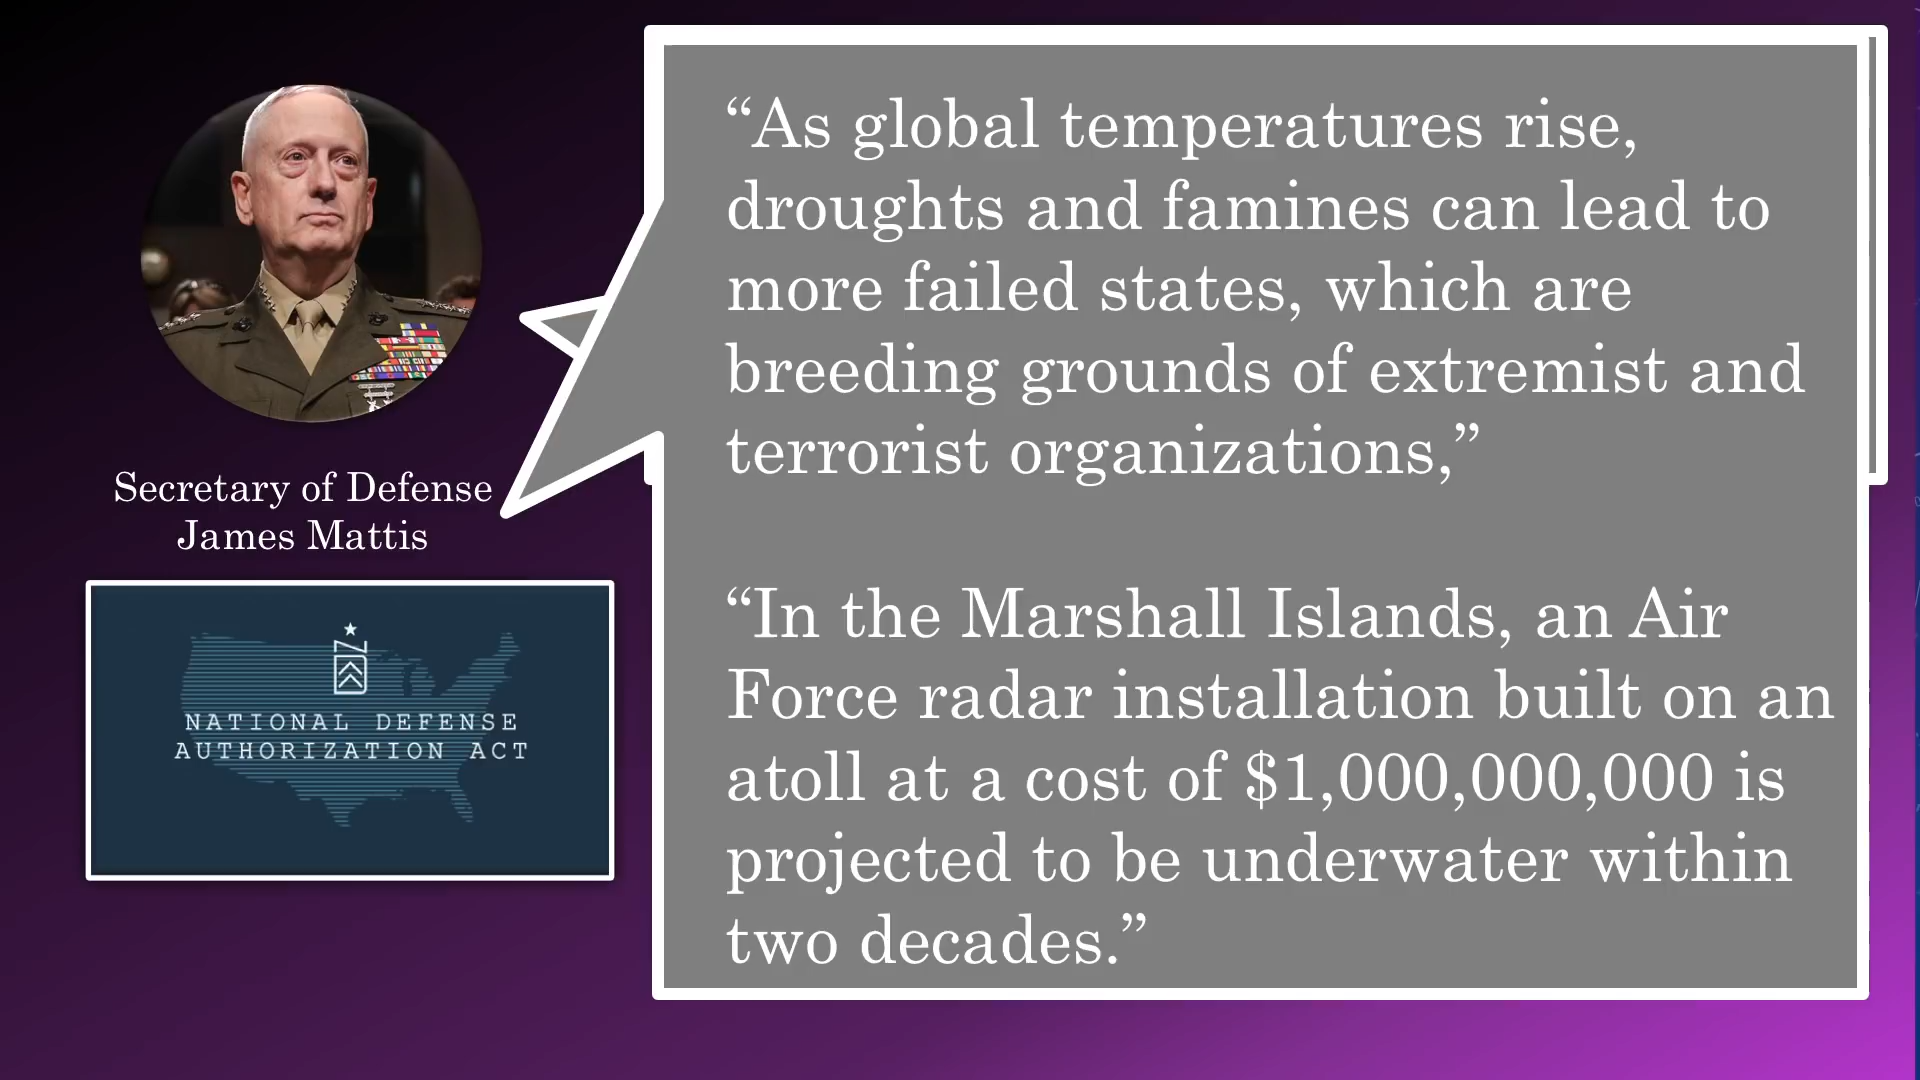 “As global temperatures rise,
droughts and famines can lead to
more failed states, which are
breeding grounds of extremist and
terrorist organizations,”
“In the Marshall Islands, an Air
Force radar installation built on an
atoll at a cost of $1,000,000,000 is
projected to be underwater within
two decades.”
Secretary of Defense
James Mattis
NATIONAL DEFENSE
AUTHORIZATION ACT